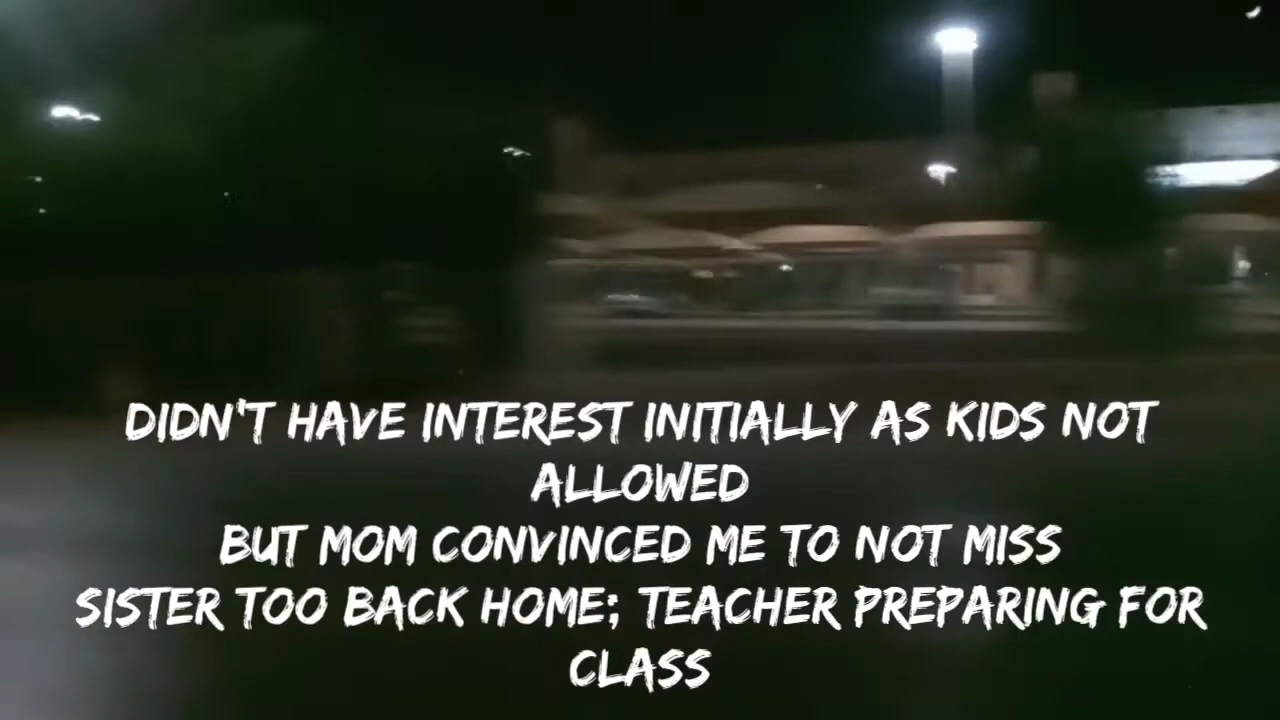 DIDN'T HAVE INTEREST INITIALLY AS KIDS NOT
ALLOWED
BUT MOM CONVINCED ME TO NOT MISS
SISTER TOO BACK HOME; TEACHER PREPARING FOR
CLASS